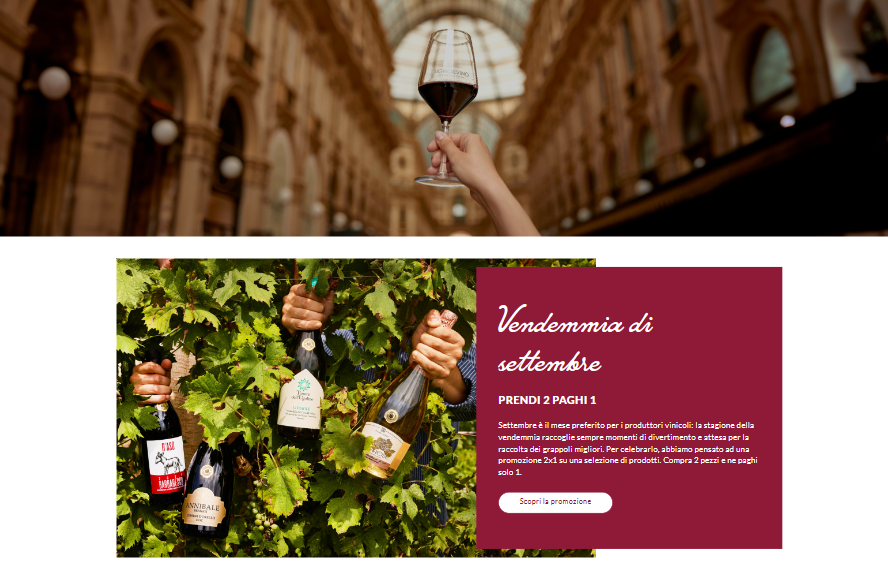 Vendemmia di
settembre
PRENDI 2 PAGHI 1
Settembre è il mese preferito per i produttori vinicoli: la stagione della
vendemmia raccoglie sempre momenti di divertimento e attesa per la
raccolta dei grappoli migliori. Per celebrarlo, abbiamo pensato ad una
promozione 2x1 su una selezione di prodotti. Compra 2 pezzi e ne paghi
solo 1.
Scopri la promozione
ANNIBALE